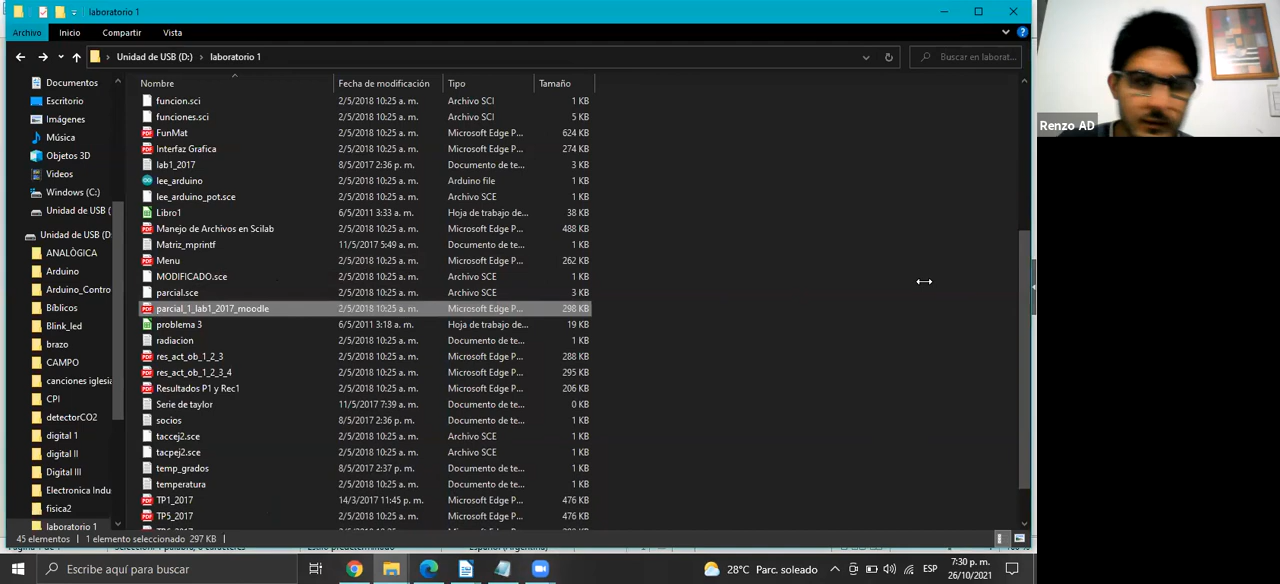 laboratorio 1
Archivo Inicio Compartir Vista
Unidad de USB (D:) > laboratorio 1
Buscar en laborat...
Nombre Fecha de modificación Tipo Tamaño
Documentos
Escritorio
Imágenes
Música
Objetos 3D
Videos
Windows (C:)
Unidad de USB (
Unidad de USB (D:
ANALÒGICA
Arduino
Arduino_Contro
Bíblicos
Blink_led
brazo
CAMPO
canciones iglesia
CPI
detectorCO2
digital 1
digital II
Digital III
Electronica Indu
fisica2
laboratorio 1
funcion.sci 2/5/2018 10:25 a. m. Archivo SCI 1 KB
funciones.sci 2/5/2018 10:25 a. m. Archivo SCI 5 KB
FunMat 2/5/2018 10:25 a. m. Microsoft Edge P... 624 KB
Interfaz Grafica 2/5/2018 10:25 a. m. Microsoft Edge P... 274 KB
lab1_2017 8/5/2017 2:36 p. m. Documento de te... 3 KB
lee_arduino 2/5/2018 10:25 a. m. Arduino file 1 KB
lee_arduino_pot.sce 2/5/2018 10:25 a. m. Archivo SCE 1 KB
Libro1 6/5/2011 3:33 a. m. Hoja de trabajo de... 38 KB
Manejo de Archivos en Scilab 2/5/2018 10:25 a. m. Microsoft Edge P... 488 KB
Matriz_mprintf 11/5/2017 5:49 a. m. Documento de te... 1 KB
Menu 2/5/2018 10:25 a. m. Microsoft Edge P... 262 KB
MODIFICADO.sce 2/5/2018 10:25 a. m. Archivo SCE 1 KB
parcial.sce 2/5/2018 10:25 a. m. Archivo SCE 3 KB
parcial_1_lab1_2017_moodle 2/5/2018 10:25 a. m. Microsoft Edge P... 298 KB
problema 3 6/5/2011 3:18 a. m. Hoja de trabajo de... 19 KB
radiacion 2/5/2018 10:25 a. m. Documento de te... 1 KB
res_act_ob_1_2_3 2/5/2018 10:25 a. m. Microsoft Edge P... 288 KB
res_act_ob_1_2_3_4 2/5/2018 10:25 a. m. Microsoft Edge P... 295 KB
Resultados P1 y Rec1 2/5/2018 10:25 a. m. Microsoft Edge P... 206 KB
Serie de taylor 11/5/2017 7:39 a. m. Documento de te... 0 KB
socios 8/5/2017 2:36 p. m. Documento de te... 1 KB
taccej2.sce 2/5/2018 10:25 a. m. Archivo SCE 1 KB
tacpej2.sce 2/5/2018 10:25 a. m. Archivo SCE 1 KB
temp_grados 8/5/2017 2:37 p. m. Documento de te... 1 KB
temperatura 2/5/2018 10:25 a. m. Documento de te... 1 KB
TP1_2017 14/3/2017 11:45 p. m. Microsoft Edge P... 476 KB
TP5_2017 2/5/2018 10:25 a. m. Microsoft Edge P... 476 KB
45 elementos 1 elemento seleccionado 297 KB
Escribe aquí para buscar
28°C Parc. soleado
ESP
7:30 p. m.
26/10/2021
Renzo AD